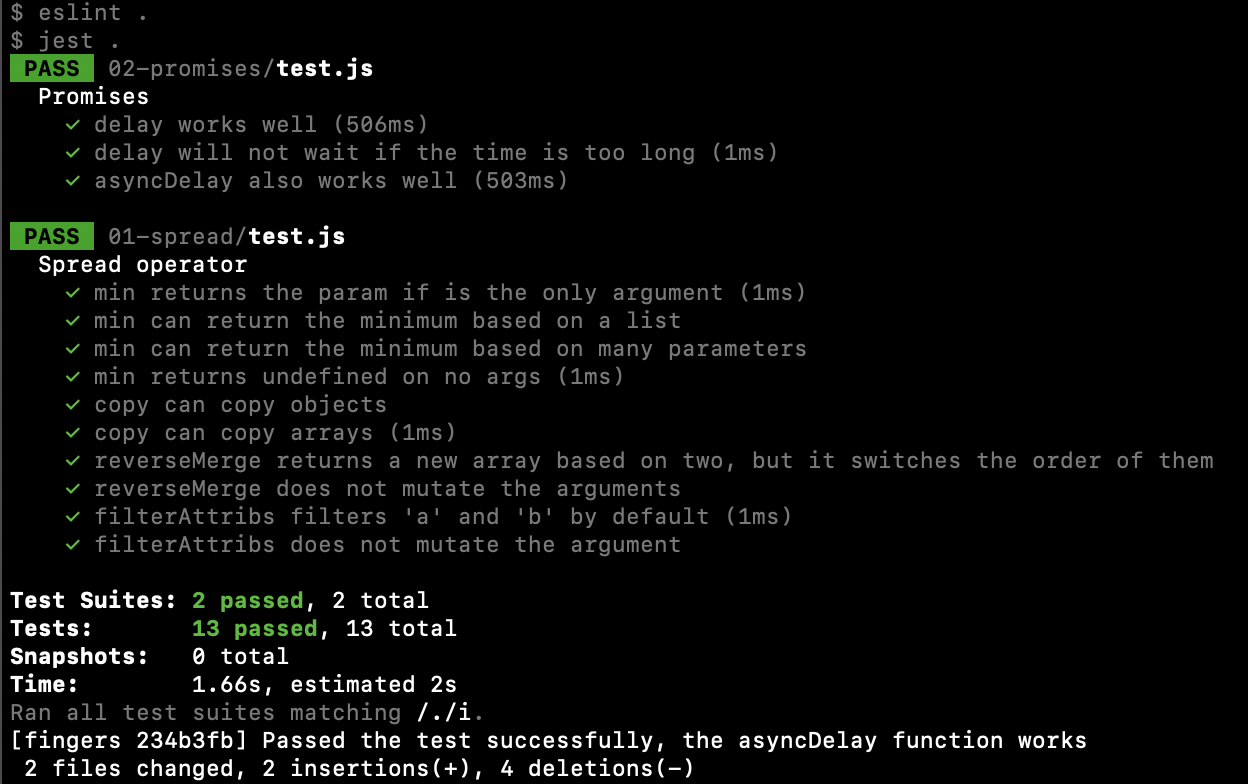 $ eslint .
$ jest .
PASS 02-promises/test.js
Promises
✓ delay works well (506ms)
✓ delay will not wait if the time is too long (1ms)
✓ asyncDelay also works well (503ms)
PASS 01-spread/test.js
Spread operator
✓ min returns the param if is the only argument (1ms)
✓ min can return the minimum based on a list
✓ min can return the minimum based on many parameters
✓ min returns undefined on no args (1ms)
✓ copy can copy objects
✓ copy can copy arrays (1ms)
✓ reverseMerge returns a new array based on two, but it switches the order of them
✓ reverseMerge does not mutate the arguments
✓ filterAttribs filters 'a' and 'b' by default (1ms)
✓ filterAttribs does not mutate the argument
Test Suites: 2 passed, 2 total
Tests: 13 passed, 13 total
Snapshots: 0 total
Time: 1.66s, estimated 2s
Ran all test suites matching /./i.
[fingers 234b3fb] Passed the test successfully, the asyncDelay function works
2 files changed, 2 insertions(+), 4 deletions(-)